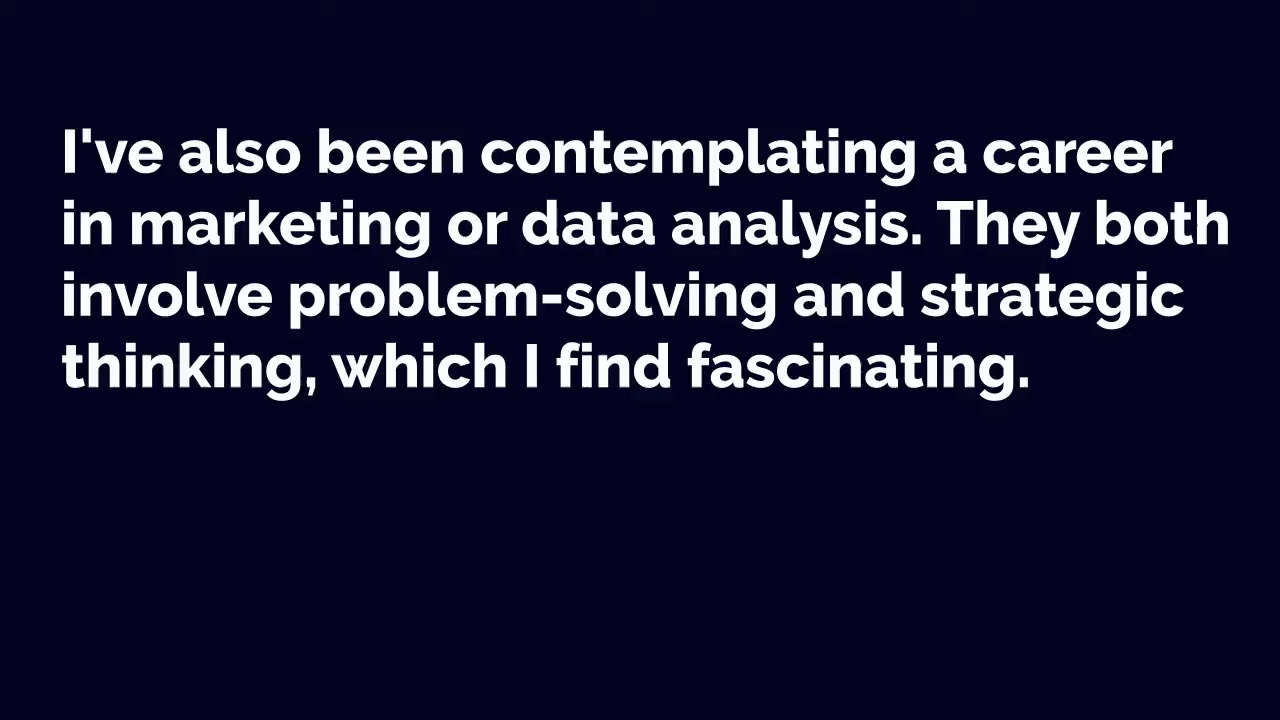 I've also been contemplating a career
in marketing or data analysis. They both
involve problem-solving and strategic
thinking, which I find fascinating.